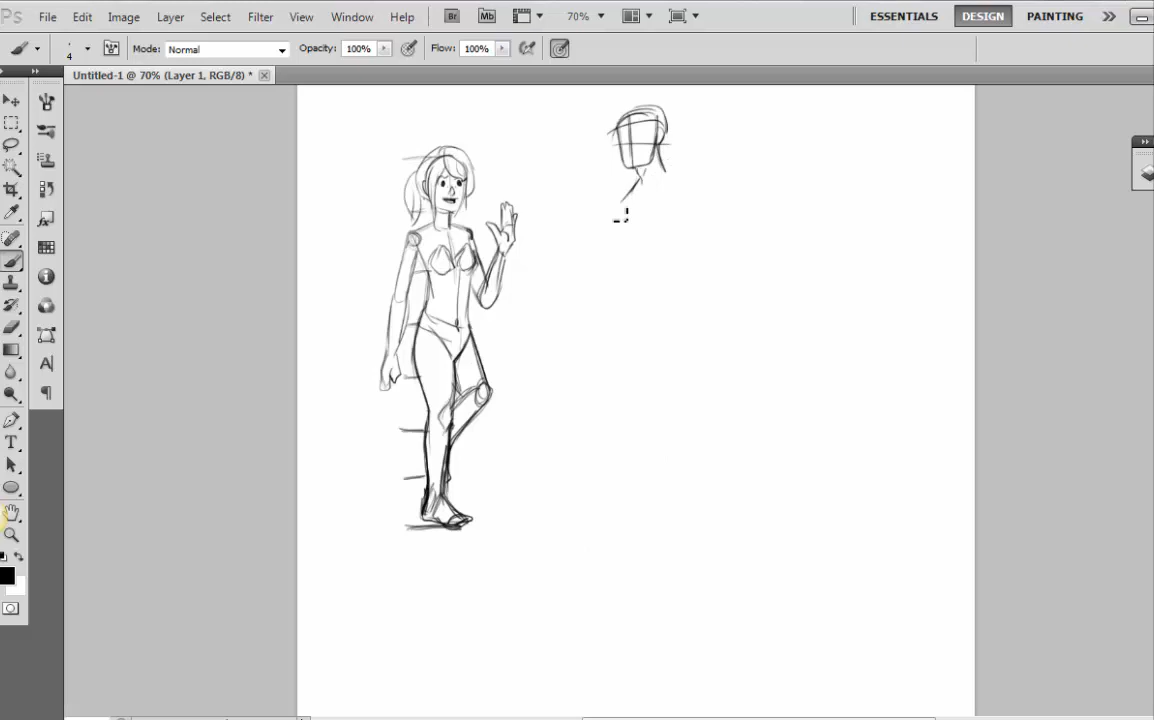 Ps File Edit Image Layer Select Filter View Window Help Br Mb 70% ESSENTIALS DESIGN PAINTING
4 Mode: Normal Opacity: 100% Flow: 100%
Untitled-1 @ 70% (Layer 1, RGB/8) *